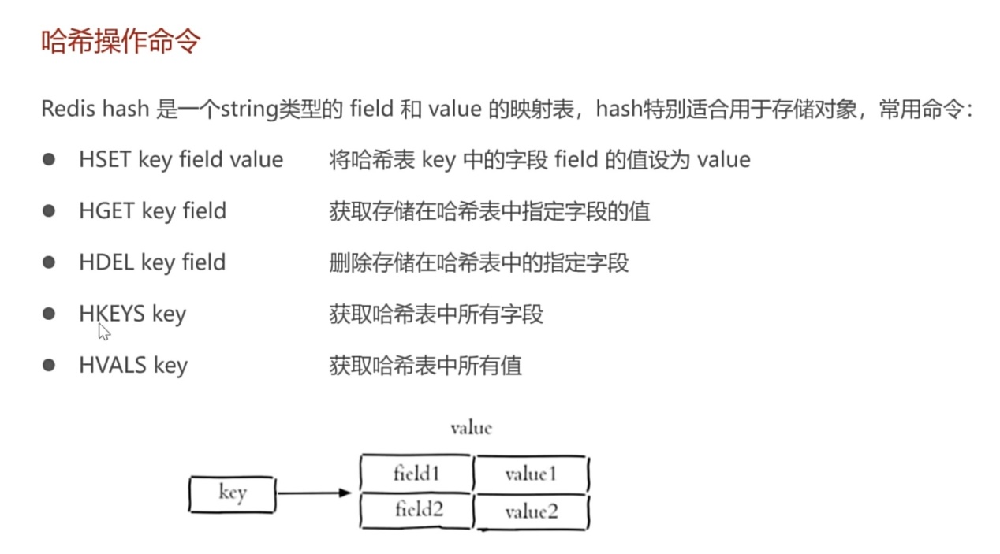 哈希操作命令
Redis hash 是一个string类型的 field 和 value 的映射表，hash特别适合用于存储对象，常用命令：
● HSET key field value 将哈希表 key 中的字段 field 的值设为 value
● HGET key field 获取存储在哈希表中指定字段的值
● HDEL key field 删除存储在哈希表中的指定字段
● HKEYS key 获取哈希表中所有字段
● HVALS key 获取哈希表中所有值
value
field1 value1
key
field2 value2